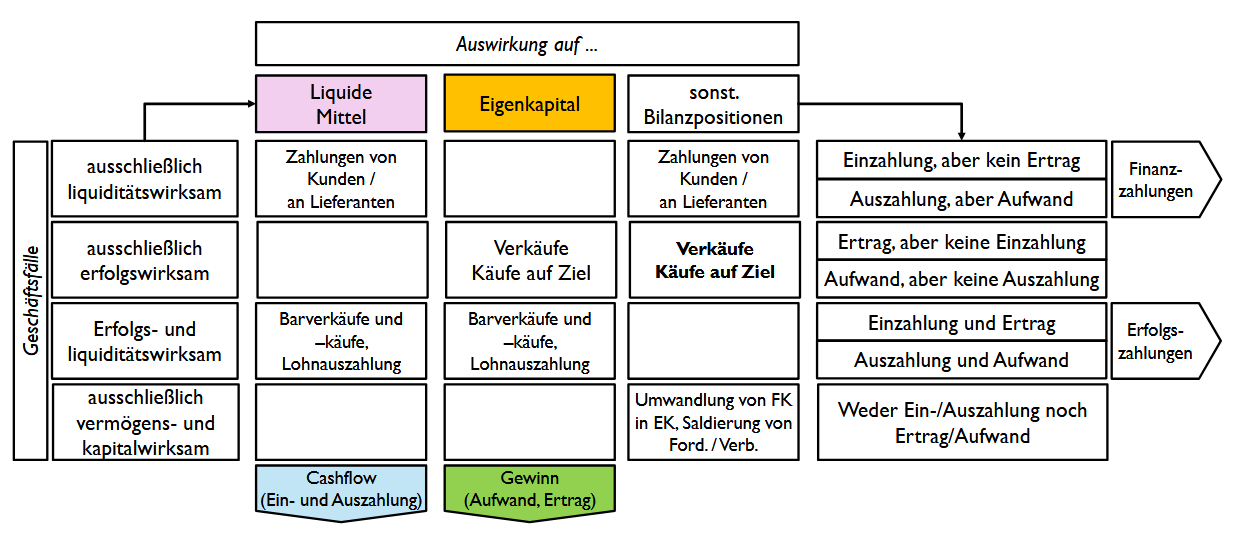 Auswirkung auf ...
Liquide
Mittel
Eigenkapital
sonst.
Bilanzpositionen
Geschäftsfälle
ausschließlich
liquiditätswirksam
Zahlungen von
Kunden /
an Lieferanten
Zahlungen von
Kunden /
an Lieferanten
Einzahlung, aber kein Ertrag
Auszahlung, aber Aufwand
Finanz-
zahlungen
ausschließlich
erfolgswirksam
Verkäufe
Käufe auf Ziel
Verkäufe
Käufe auf Ziel
Ertrag, aber keine Einzahlung
Aufwand, aber keine Auszahlung
Erfolgs- und
liquiditätswirksam
Barverkäufe und
–käufe,
Lohnauszahlung
Barverkäufe und
–käufe,
Lohnauszahlung
Einzahlung und Ertrag
Auszahlung und Aufwand
Erfolgs-
zahlungen
ausschließlich
vermögens- und
kapitalwirksam
Umwandlung von FK
in EK, Saldierung von
Ford. / Verb.
Weder Ein-/Auszahlung noch
Ertrag/Aufwand
Cashflow
(Ein- und Auszahlung)
Gewinn
(Aufwand, Ertrag)